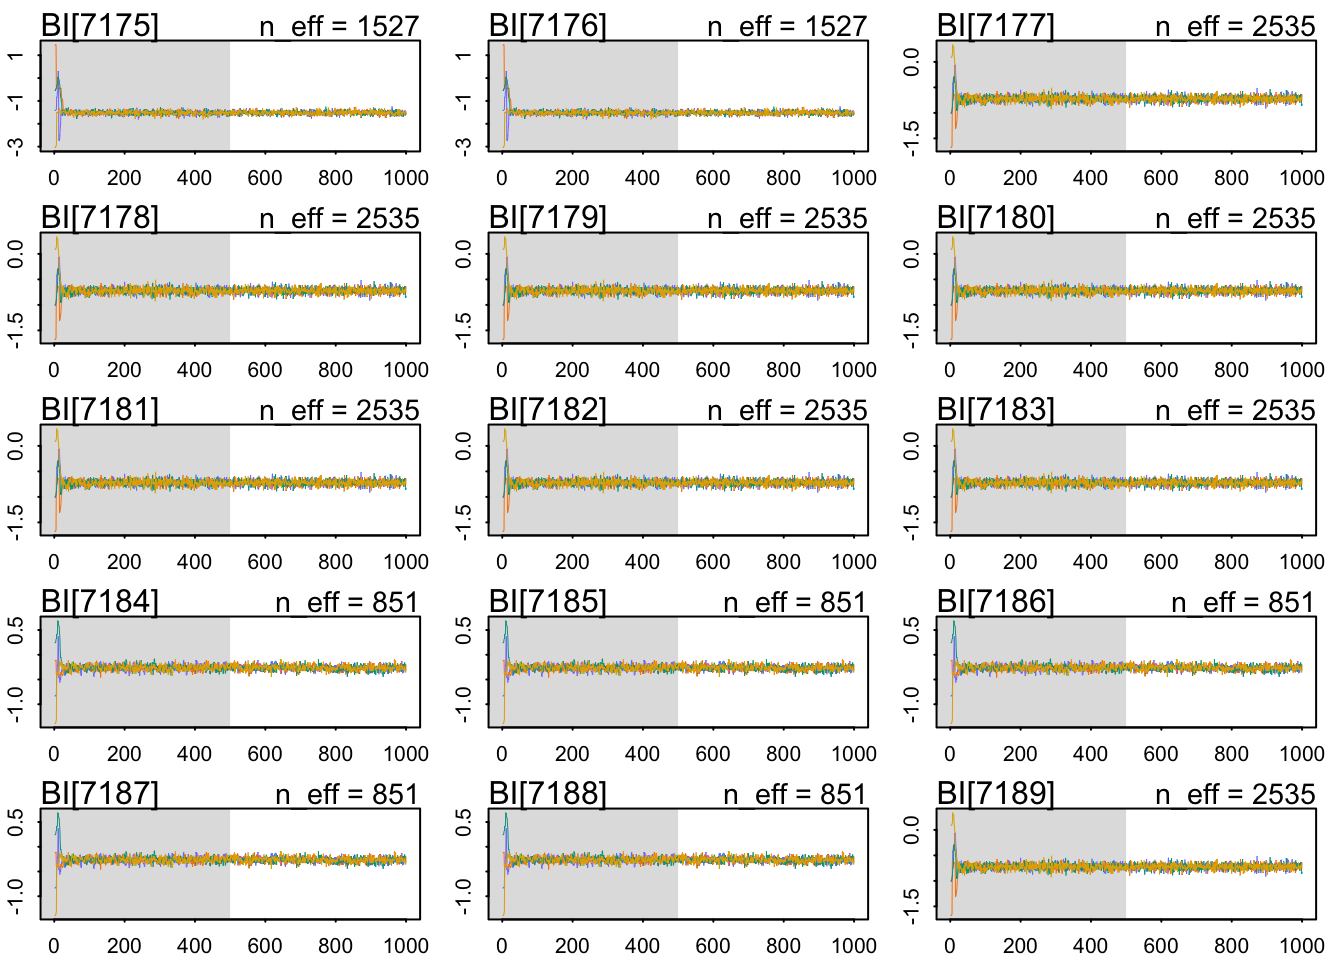 BI[7175] n_eff = 1527 BI[7176] n_eff = 1527 BI[7177] n_eff = 2535
1 -1 -3 1 -1 -3 0.0 -1.5
0 200 400 600 800 1000 0 200 400 600 800 1000 0 200 400 600 800 1000
BI[7178] n_eff = 2535 BI[7179] n_eff = 2535 BI[7180] n_eff = 2535
0.0 -1.5 0.0 -1.5 0.0 -1.5
0 200 400 600 800 1000 0 200 400 600 800 1000 0 200 400 600 800 1000
BI[7181] n_eff = 2535 BI[7182] n_eff = 2535 BI[7183] n_eff = 2535
0.0 -1.5 0.0 -1.5 0.0 -1.5
0 200 400 600 800 1000 0 200 400 600 800 1000 0 200 400 600 800 1000
BI[7184] n_eff = 851 BI[7185] n_eff = 851 BI[7186] n_eff = 851
0.5 -1.0 0.5 -1.0 0.5 -1.0
0 200 400 600 800 1000 0 200 400 600 800 1000 0 200 400 600 800 1000
BI[7187] n_eff = 851 BI[7188] n_eff = 851 BI[7189] n_eff = 2535
0.5 -1.0 0.5 -1.0 0.0 -1.5
0 200 400 600 800 1000 0 200 400 600 800 1000 0 200 400 600 800 1000